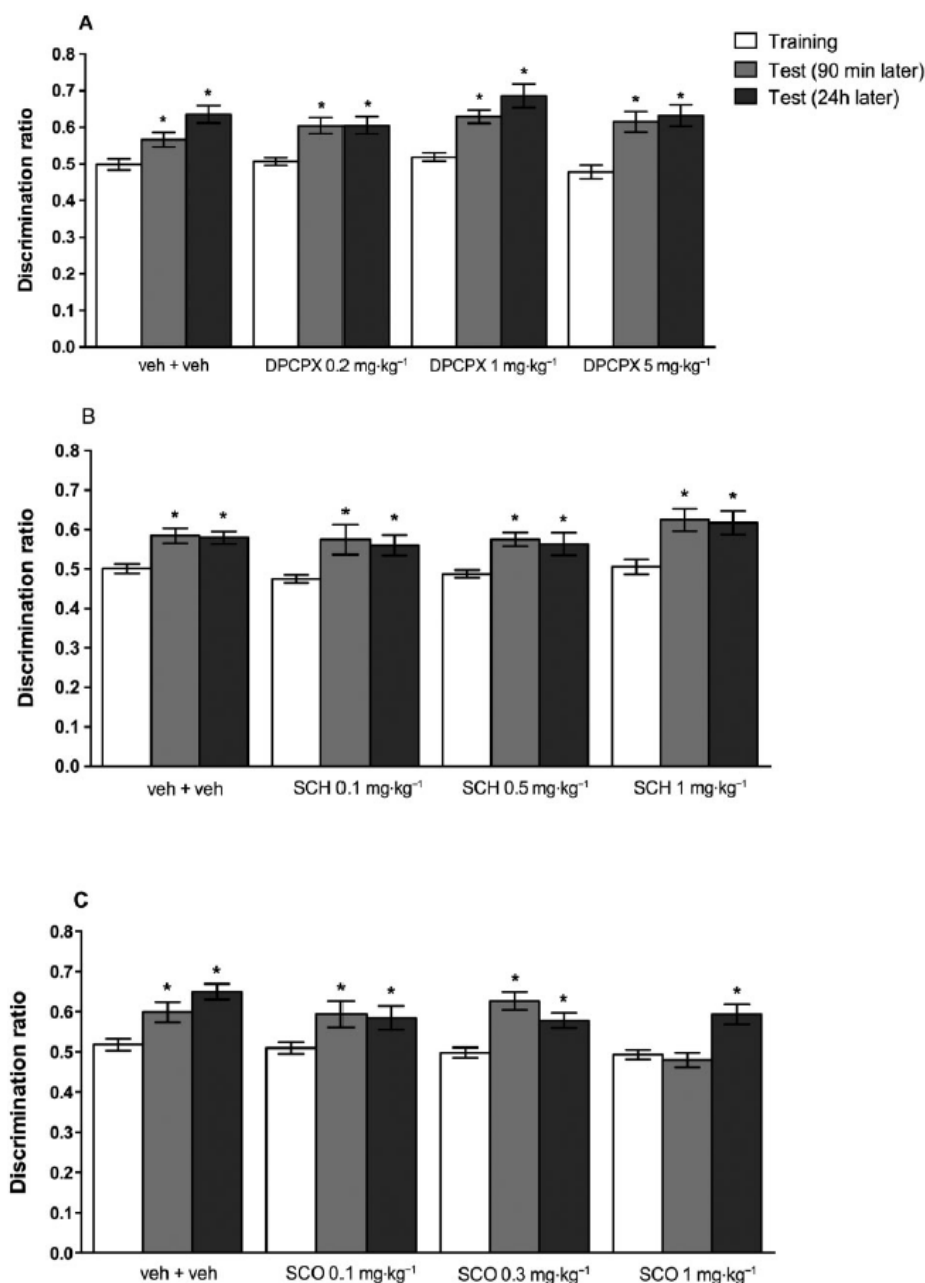 A
Training
Test (90 min later)
Test (24h later)
Discrimination ratio
0.8
0.7
0.6
0.5
0.4
0.3
0.2
0.1
0.0
* * * * * * * *
veh + veh DPCPX 0.2 mg·kg⁻¹ DPCPX 1 mg·kg⁻¹ DPCPX 5 mg·kg⁻¹
B
Discrimination ratio
0.8
0.7
0.6
0.5
0.4
0.3
0.2
0.1
0.0
* * * * * * * *
veh + veh SCH 0.1 mg·kg⁻¹ SCH 0.5 mg·kg⁻¹ SCH 1 mg·kg⁻¹
C
Discrimination ratio
0.8
0.7
0.6
0.5
0.4
0.3
0.2
0.1
0.0
* * * * * * *
veh + veh SCO 0.1 mg·kg⁻¹ SCO 0.3 mg·kg⁻¹ SCO 1 mg·kg⁻¹